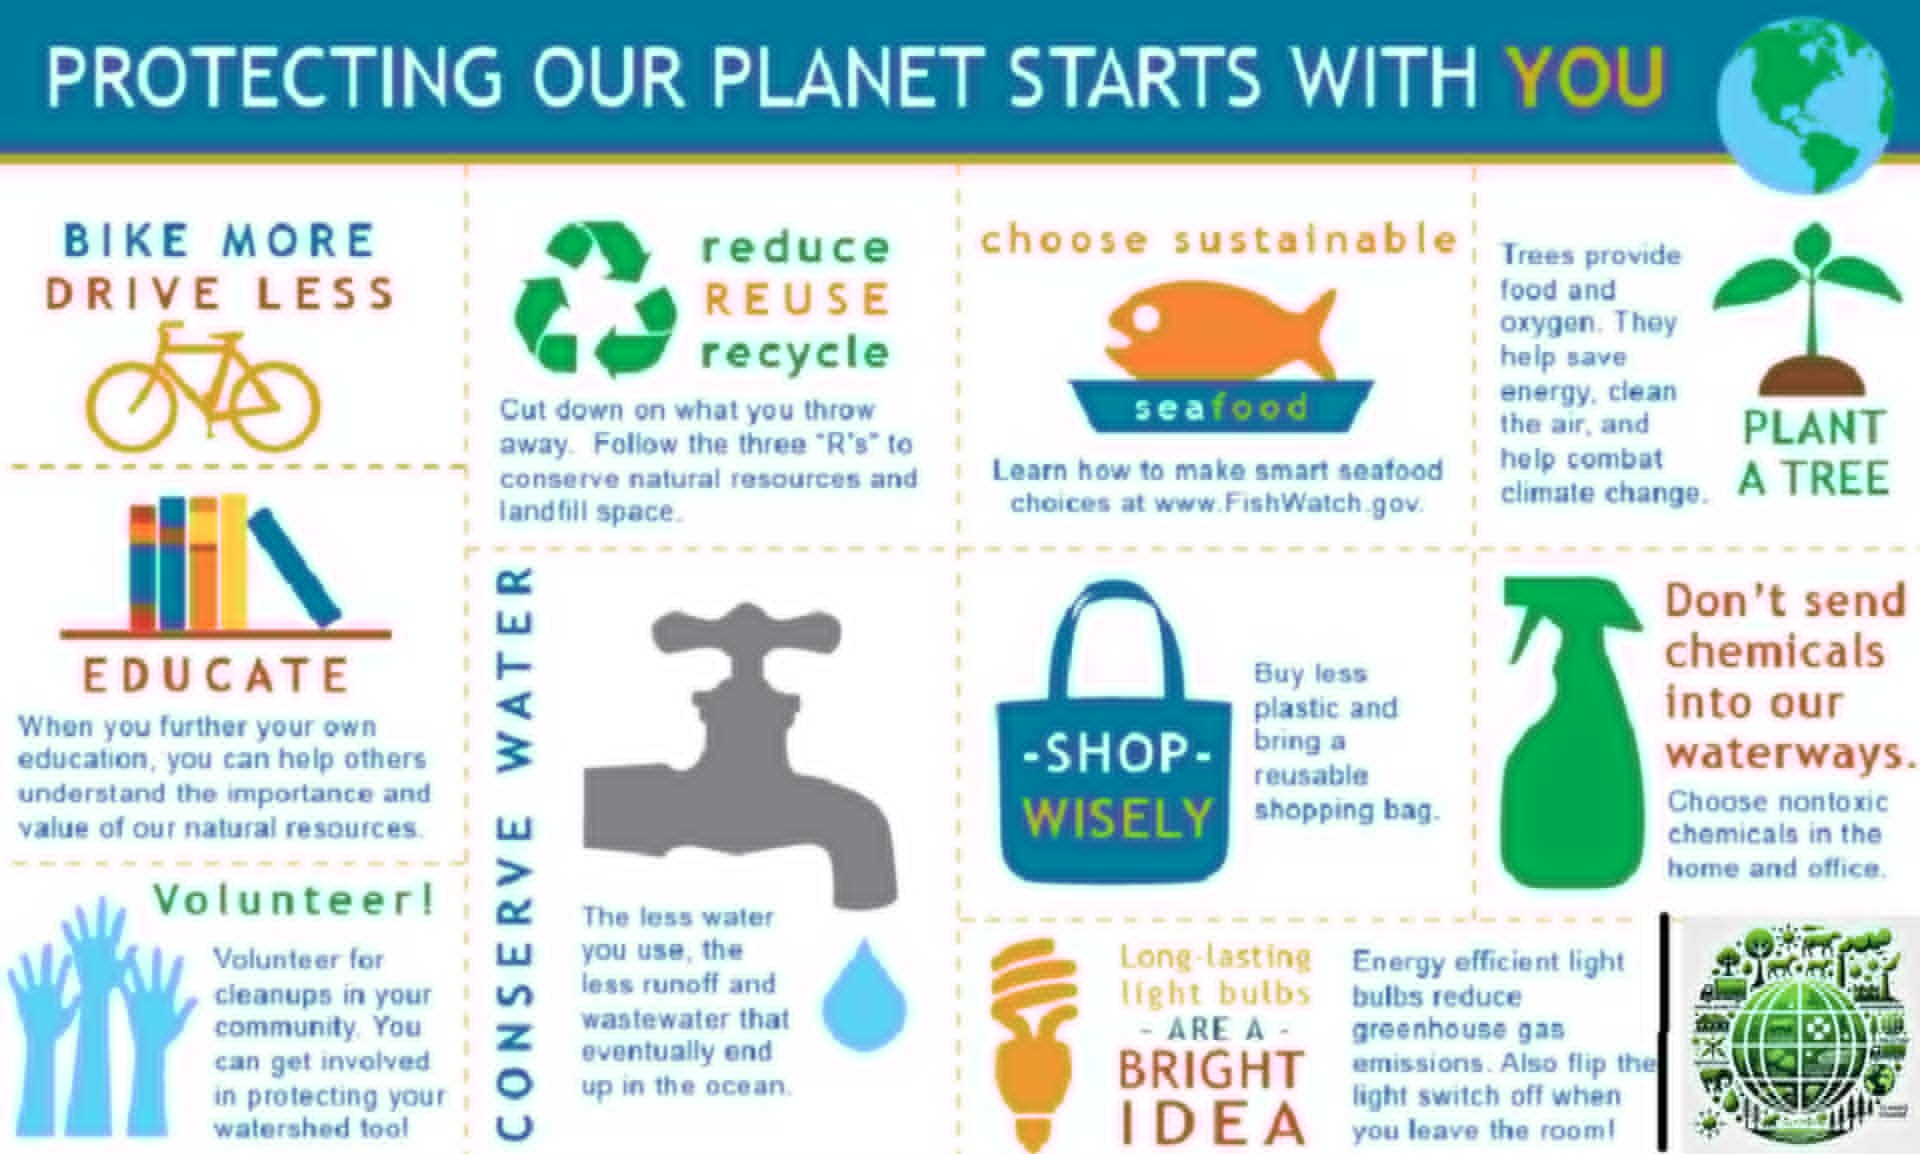 PROTECTING OUR PLANET STARTS WITH YOU
BIKE MORE
DRIVE LESS
reduce
REUSE
recycle
Cut down on what you throw
away. Follow the three "R's" to
conserve natural resources and
landfill space.
choose sustainable
seafood
Learn how to make smart seafood
choices at www.FishWatch.gov.
Trees provide
food and
oxygen. They
help save
energy, clean
the air, and
help combat
climate change.
PLANT
A TREE
EDUCATE
When you further your own
education, you can help others
understand the importance and
value of our natural resources.
CONSERVE WATER
The less water
you use, the
less runoff and
wastewater that
eventually end
up in the ocean.
-SHOP-
WISELY
Buy less
plastic and
bring a
reusable
shopping bag.
Don't send
chemicals
into our
waterways.
Choose nontoxic
chemicals in the
home and office.
Volunteer!
Volunteer for
cleanups in your
community. You
can get involved
in protecting your
watershed too!
Long-lasting
light bulbs
- ARE A -
BRIGHT
IDEA
Energy efficient light
bulbs reduce
greenhouse gas
emissions. Also flip the
light switch off when
you leave the room!